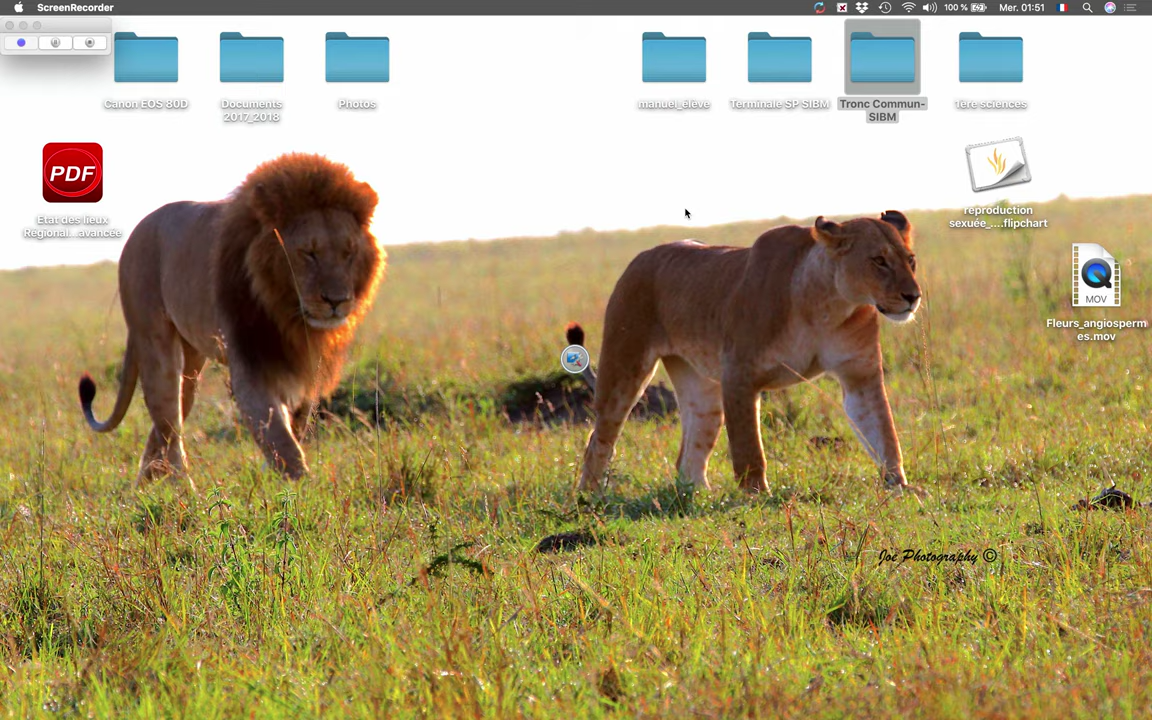 ScreenRecorder
100 %
Mer. 01:51
Canon EOS 80D
Documents
2017_2018
Photos
manuel_élève
Terminale SP SIBM
Tronc Commun-
SIBM
1ère sciences
PDF
Etat des lieux
Régional...avancée
reproduction
sexuée_....flipchart
MOV
Fleurs_angiosperm
es.mov
Joe Photography ©